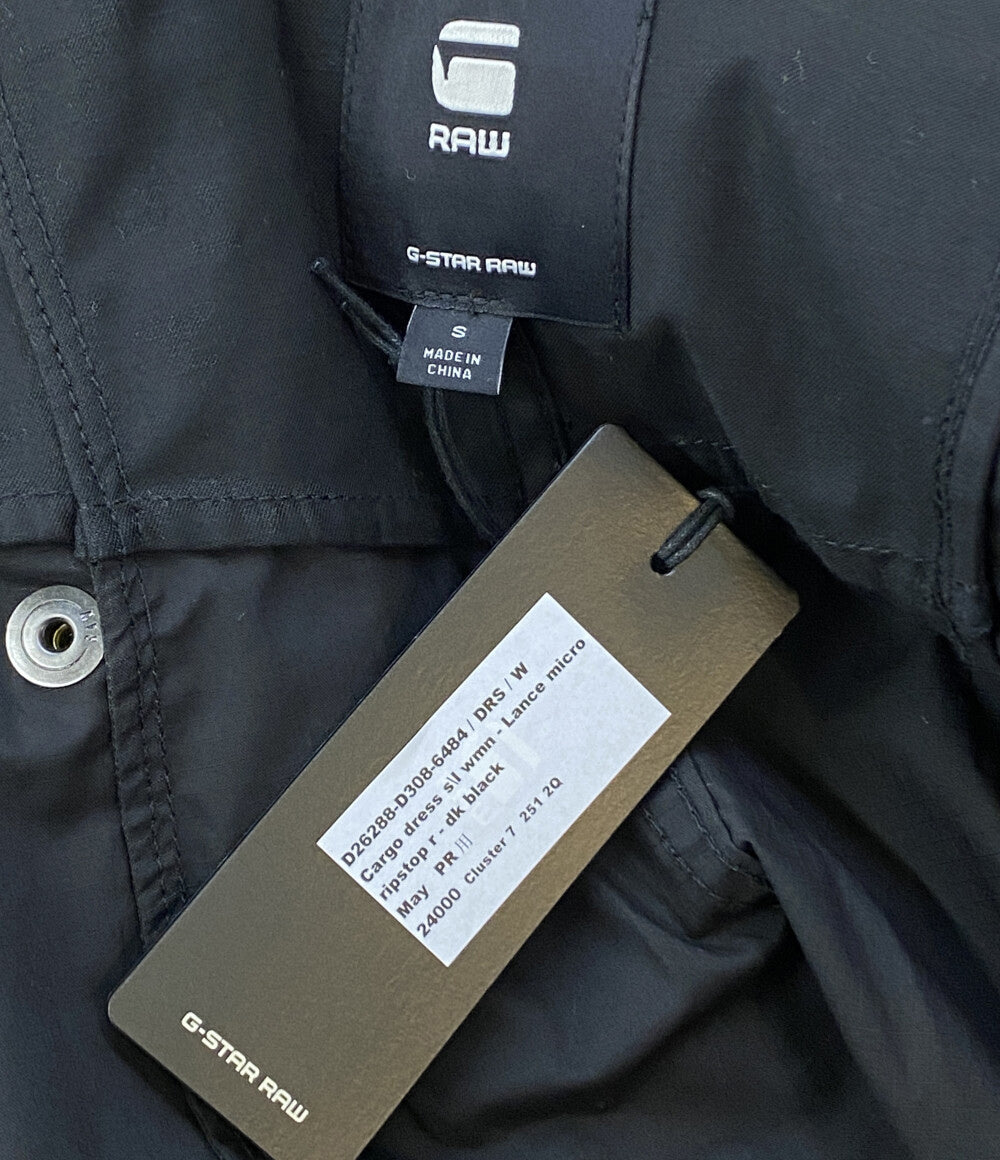 RAW
G-STAR RAW
S
MADE IN
CHINA
RAW
D26288-D308-6484 / DRS / W
Cargo dress s\l wmn - Lance micro
ripstop r - dk black
May PR ///
24000 Cluster 7 251 2Q
G-STAR RAW